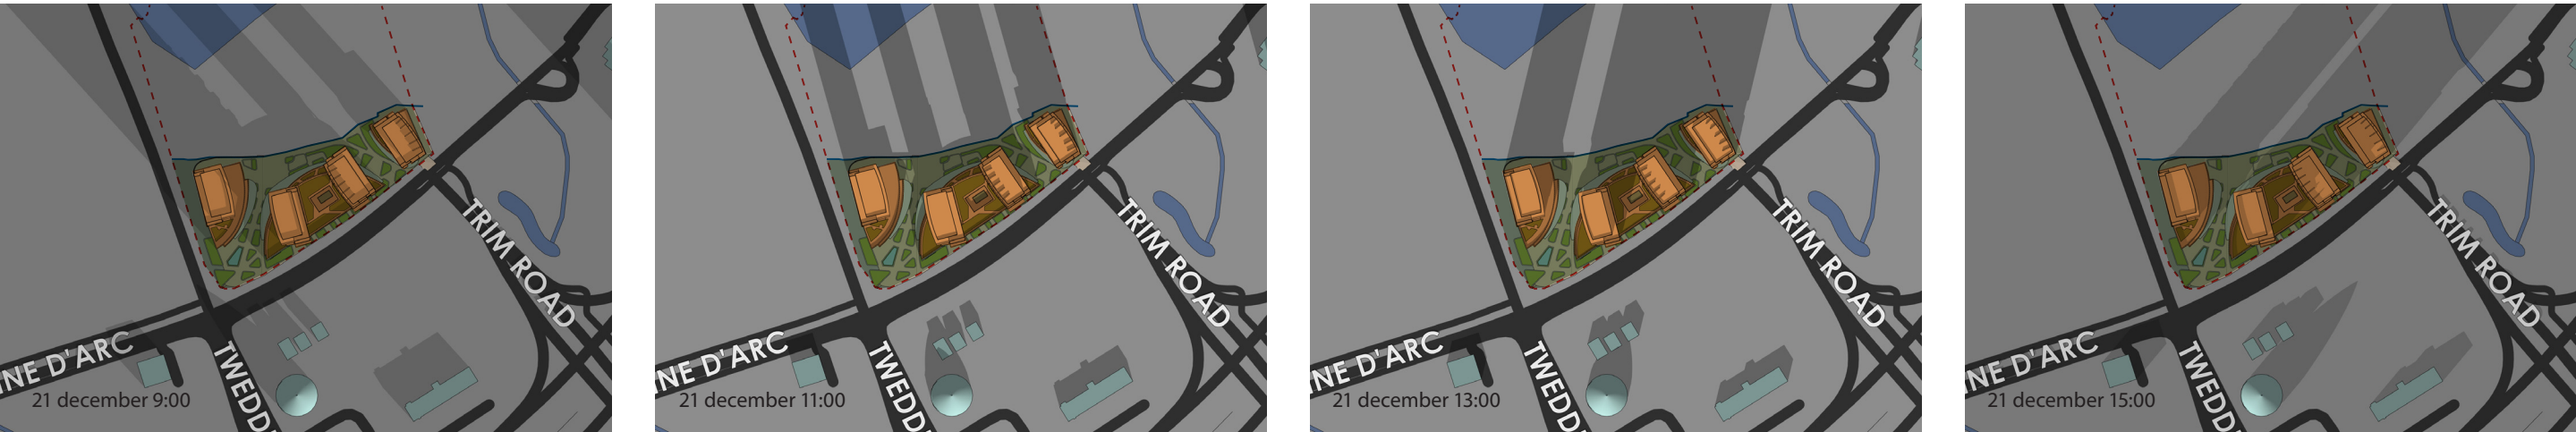 TRIM ROAD
NE D'ARC
TWEDD
21 december 9:00
TRIM ROAD
NE D'ARC
TWEDD
21 december 11:00
TRIM ROAD
NE D'ARC
TWEDD
21 december 13:00
TRIM ROAD
NE D'ARC
TWEDD
21 december 15:00